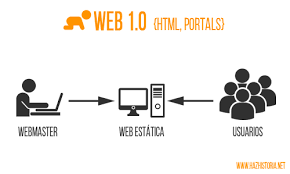 WEB 1.0 (HTML, PORTALS)
WEBMASTER
WEB ESTÁTICA
USUARIOS
WWW.HAZHISTORIA.NET